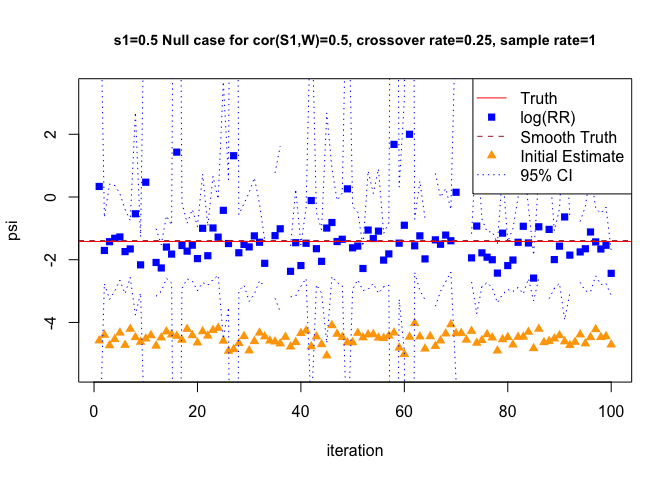 s1=0.5 Null case for cor(S1,W)=0.5, crossover rate=0.25, sample rate=1
Truth
log(RR)
Smooth Truth
Initial Estimate
95% CI
psi
2
0
-2
-4
0
20
40
60
80
100
iteration